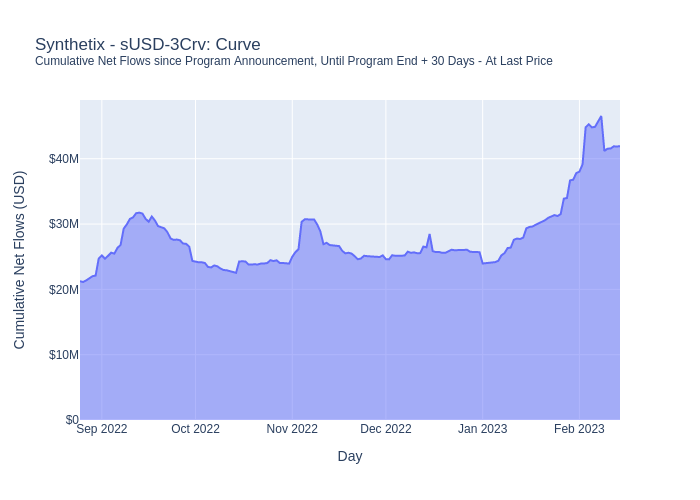 Synthetix - sUSD-3Crv: Curve
Cumulative Net Flows since Program Announcement, Until Program End + 30 Days - At Last Price
Cumulative Net Flows (USD)
$40M
$30M
$20M
$10M
$0
Sep 2022
Oct 2022
Nov 2022
Dec 2022
Jan 2023
Feb 2023
Day